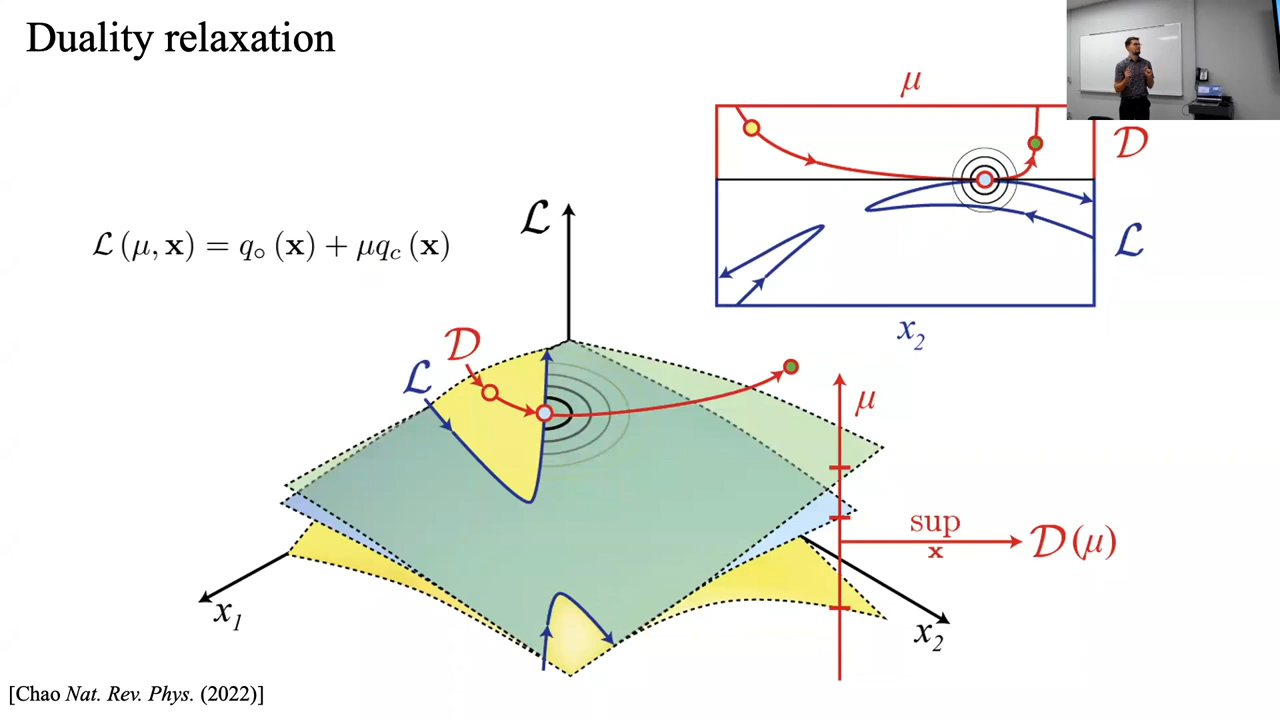 Duality relaxation
μ
𝒟
ℒ
x₂
ℒ (μ, 𝐱) = q∘ (𝐱) + μq_c (𝐱)
ℒ
𝒟
ℒ
μ
sup
𝐱
𝒟(μ)
x₁
x₂
[Chao Nat. Rev. Phys. (2022)]